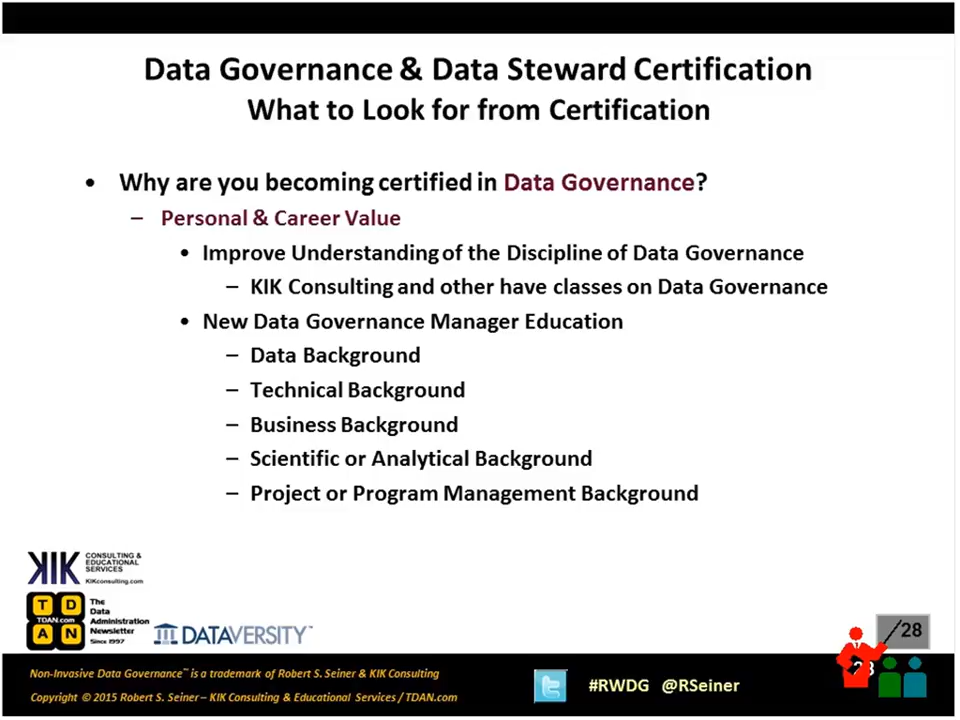 Data Governance & Data Steward Certification
What to Look for from Certification
• Why are you becoming certified in Data Governance?
– Personal & Career Value
• Improve Understanding of the Discipline of Data Governance
– KIK Consulting and other have classes on Data Governance
• New Data Governance Manager Education
– Data Background
– Technical Background
– Business Background
– Scientific or Analytical Background
– Project or Program Management Background
KIK CONSULTING &
EDUCATIONAL
SERVICES
KIKconsulting.com
T D
TDAN.com
A N
The
Data
Administration
Newsletter
Since 1997
DATAVERSITY™
/28
Non-Invasive Data Governance™ is a trademark of Robert S. Seiner & KIK Consulting
Copyright © 2015 Robert S. Seiner – KIK Consulting & Educational Services / TDAN.com
#RWDG @RSeiner